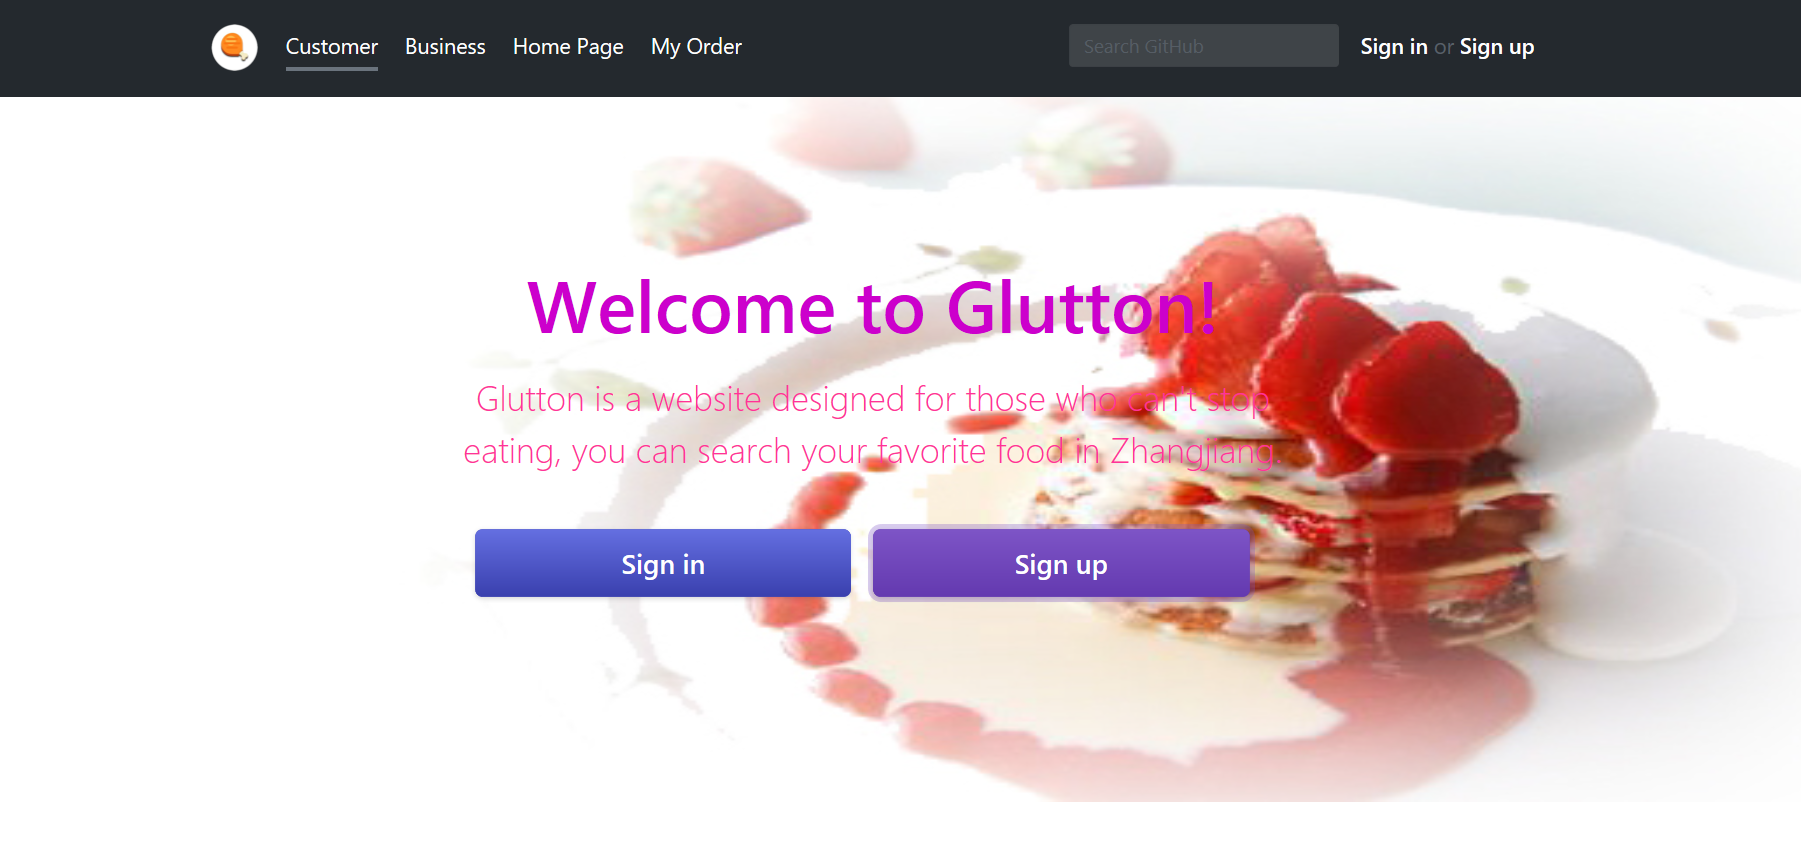 Customer Business Home Page My Order Search GitHub Sign in or Sign up
Welcome to Glutton!
Glutton is a website designed for those who can't stop
eating, you can search your favorite food in Zhangjiang.
Sign in Sign up